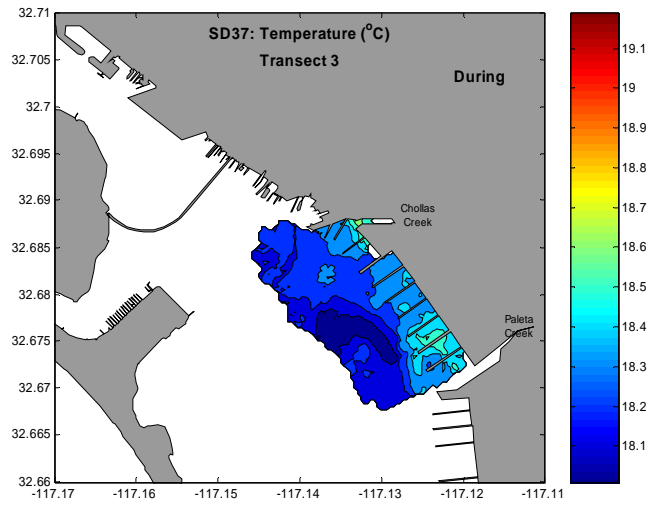 SD37: Temperature (°C)
Transect 3
During
Chollas
Creek
Paleta
Creek
32.71
32.705
32.7
32.695
32.69
32.685
32.68
32.675
32.67
32.665
32.66
-117.17 -117.16 -117.15 -117.14 -117.13 -117.12 -117.11
19.1
19
18.9
18.8
18.7
18.6
18.5
18.4
18.3
18.2
18.1